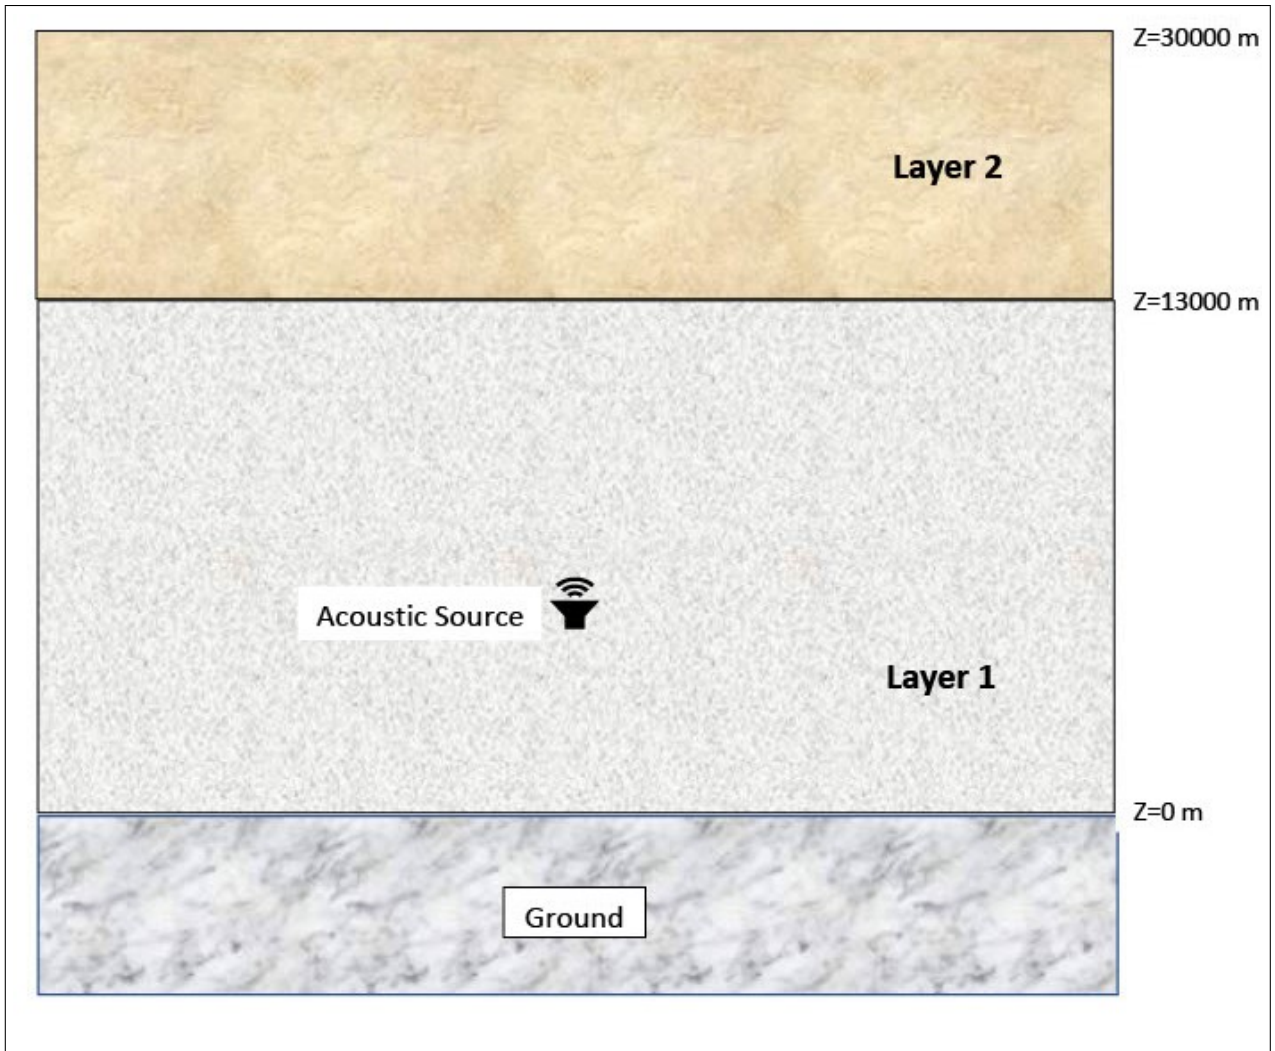 Z=30000 m
Layer 2
Z=13000 m
Acoustic Source
Layer 1
Z=0 m
Ground